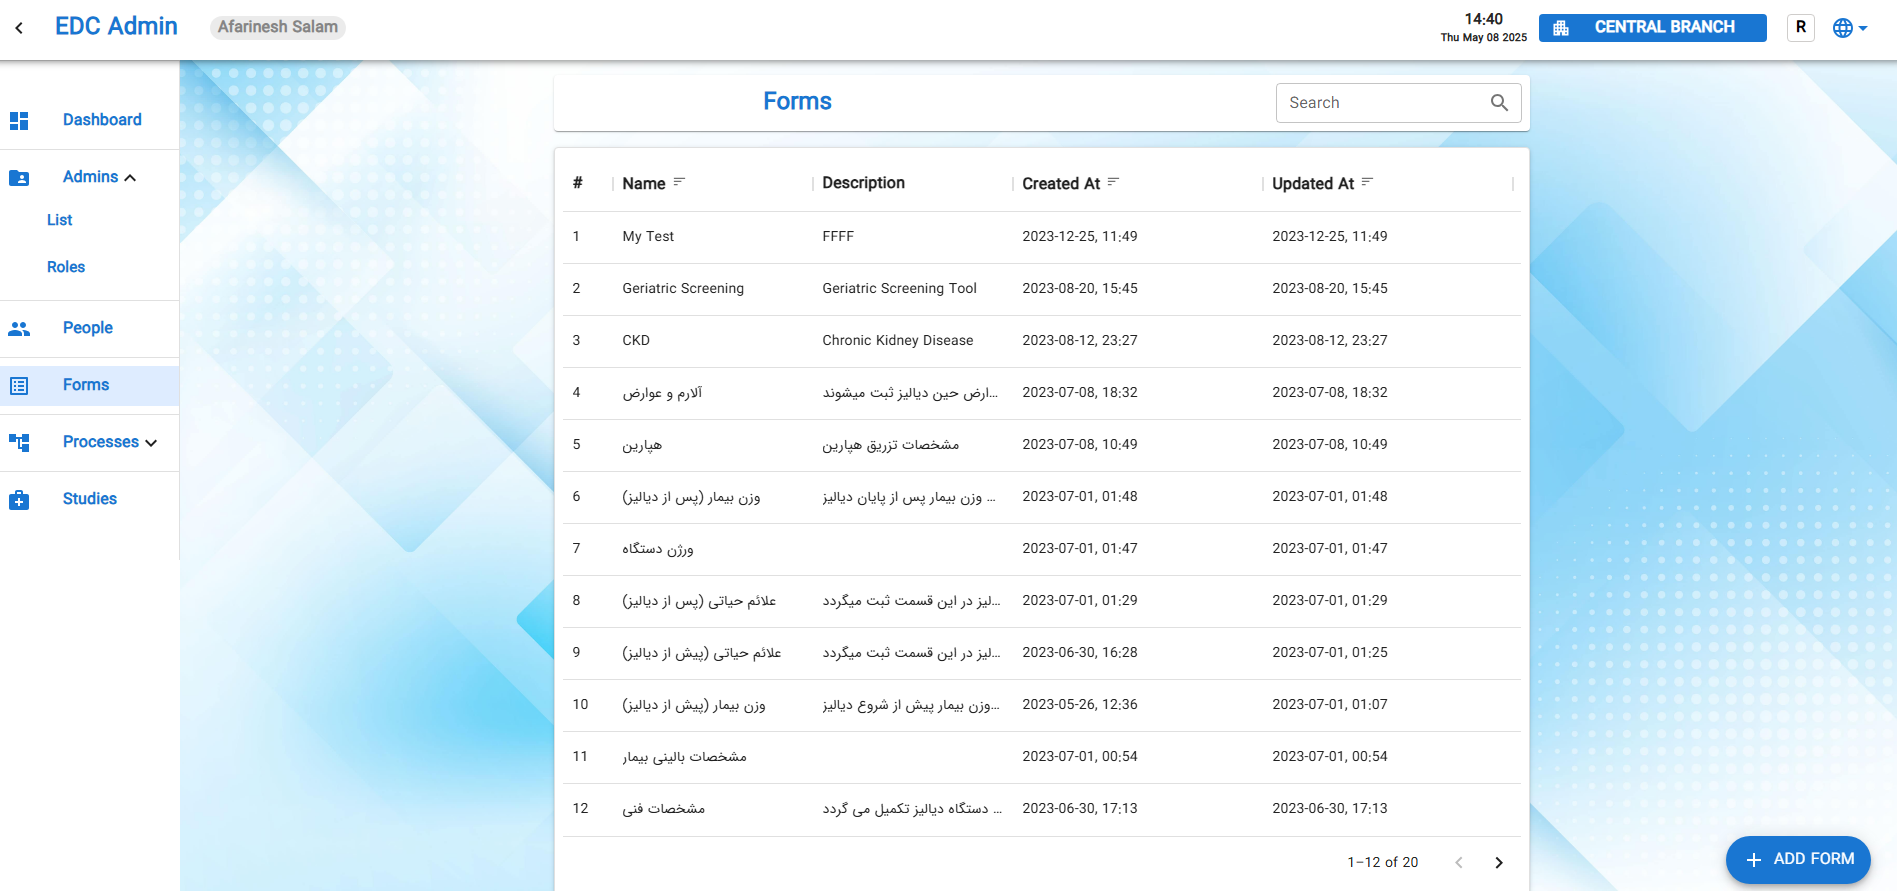 EDC Admin
Afarinesh Salam
14:40
Thu May 08 2025
CENTRAL BRANCH
R
Dashboard
Admins
List
Roles
People
Forms
Processes
Studies
Forms
Search
# Name Description Created At Updated At
1 My Test FFFF 2023-12-25, 11:49 2023-12-25, 11:49
2 Geriatric Screening Geriatric Screening Tool 2023-08-20, 15:45 2023-08-20, 15:45
3 CKD Chronic Kidney Disease 2023-08-12, 23:27 2023-08-12, 23:27
4 آلارم و عوارض ...ارض حین دیالیز ثبت میشوند 2023-07-08, 18:32 2023-07-08, 18:32
5 هپارین مشخصات تزریق هپارین 2023-07-08, 10:49 2023-07-08, 10:49
6 وزن بیمار (پس از دیالیز) ... وزن بیمار پس از پایان دیالیز 2023-07-01, 01:48 2023-07-01, 01:48
7 ورژن دستگاه 2023-07-01, 01:47 2023-07-01, 01:47
8 علائم حیاتی (پس از دیالیز) ...لیز در این قسمت ثبت میگردد 2023-07-01, 01:29 2023-07-01, 01:29
9 علائم حیاتی (پیش از دیالیز) ...لیز در این قسمت ثبت میگردد 2023-06-30, 16:28 2023-07-01, 01:25
10 وزن بیمار (پیش از دیالیز) ...وزن بیمار پیش از شروع دیالیز 2023-05-26, 12:36 2023-07-01, 01:07
11 مشخصات بالینی بیمار 2023-07-01, 00:54 2023-07-01, 00:54
12 مشخصات فنی ... دستگاه دیالیز تکمیل می گردد 2023-06-30, 17:13 2023-06-30, 17:13
1–12 of 20
ADD FORM